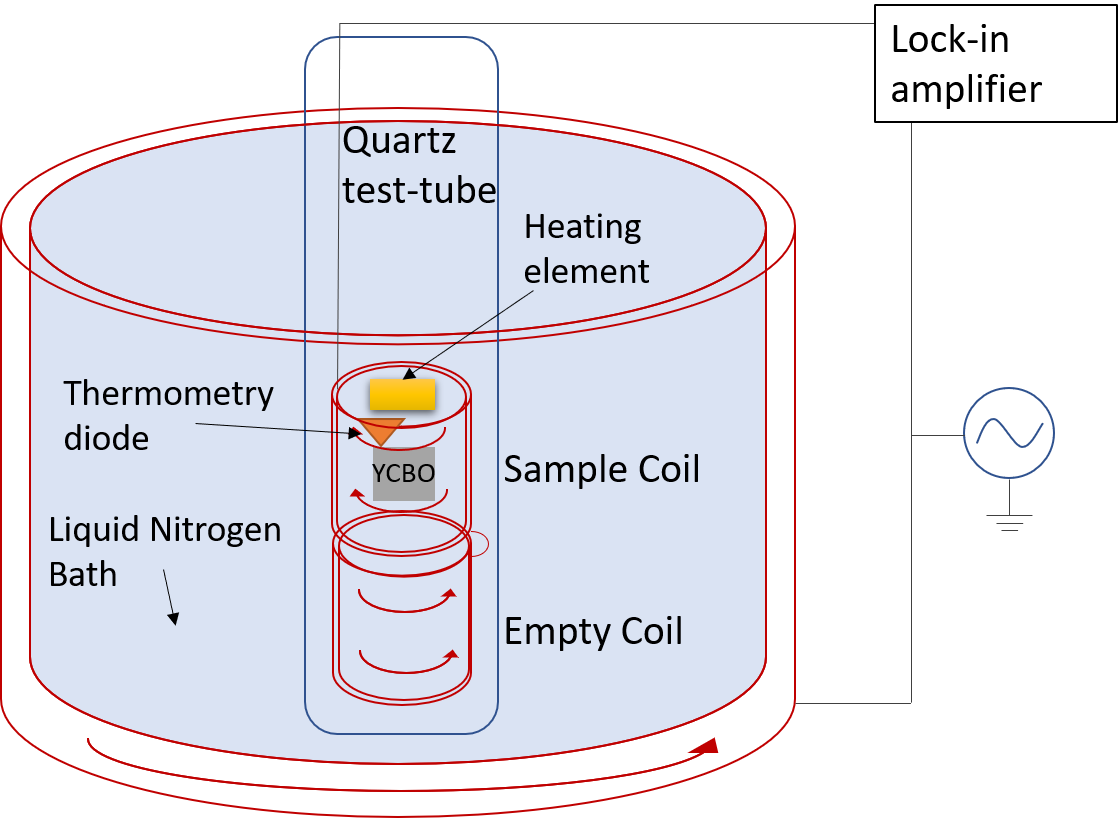 Lock-in
amplifier
Quartz
test-tube
Heating
element
Thermometry
diode
YCBO
Sample Coil
Liquid Nitrogen
Bath
Empty Coil